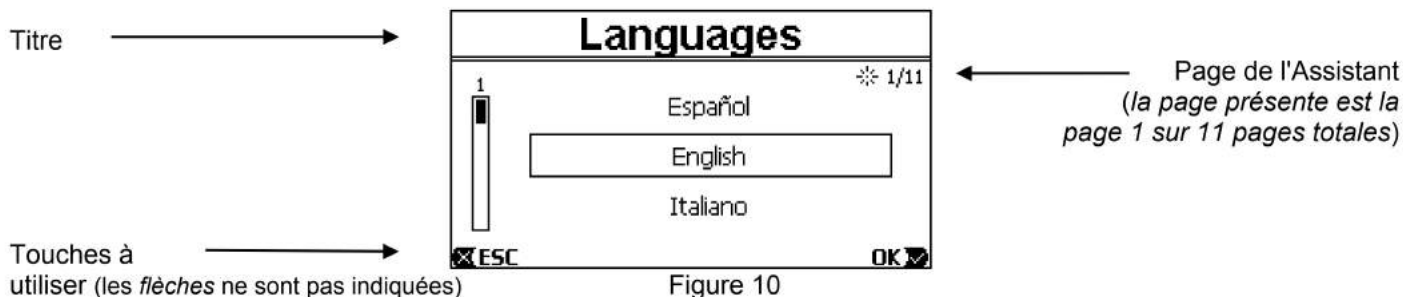 Languages
Titre
1/11
1
Page de l'Assistant
(la page présente est la
page 1 sur 11 pages totales)
Español
English
Italiano
Touches à
utiliser (les flèches ne sont pas indiquées)
ESC
OK
Figure 10